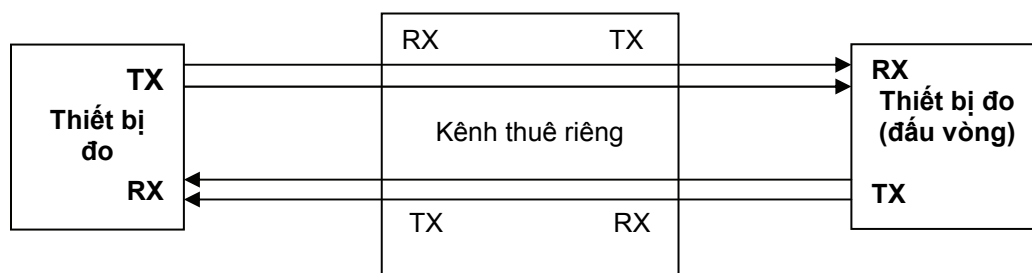 RX TX
TX
Thiết bị
đo
RX
Kênh thuê riêng
TX RX
RX
Thiết bị đo
(đấu vòng)
TX